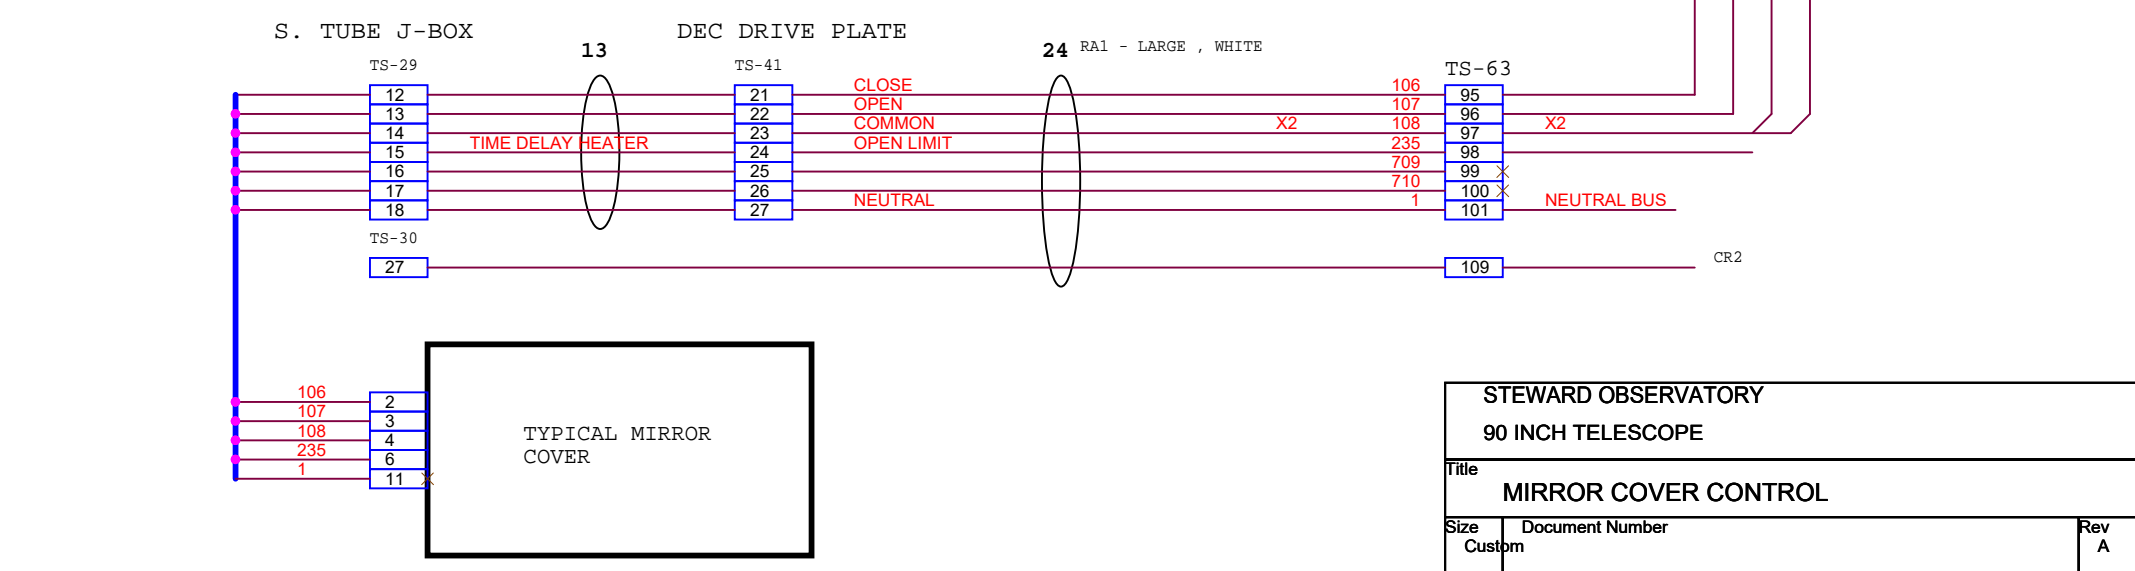 S. TUBE J-BOX
DEC DRIVE PLATE
13
24
RA1 - LARGE , WHITE
TS-29
TS-41
TS-63
12 21 CLOSE 106 95
13 22 OPEN 107 96
14 23 COMMON X2 108 97 X2
TIME DELAY HEATER
15 24 OPEN LIMIT 235 98
16 25 709 99
17 26 710 100
18 27 NEUTRAL 1 101 NEUTRAL BUS
TS-30
27 109 CR2
106 2
107 3
108 4
235 6
1 11
TYPICAL MIRROR
COVER
STEWARD OBSERVATORY
90 INCH TELESCOPE
Title
MIRROR COVER CONTROL
Size Document Number Rev
Custom A